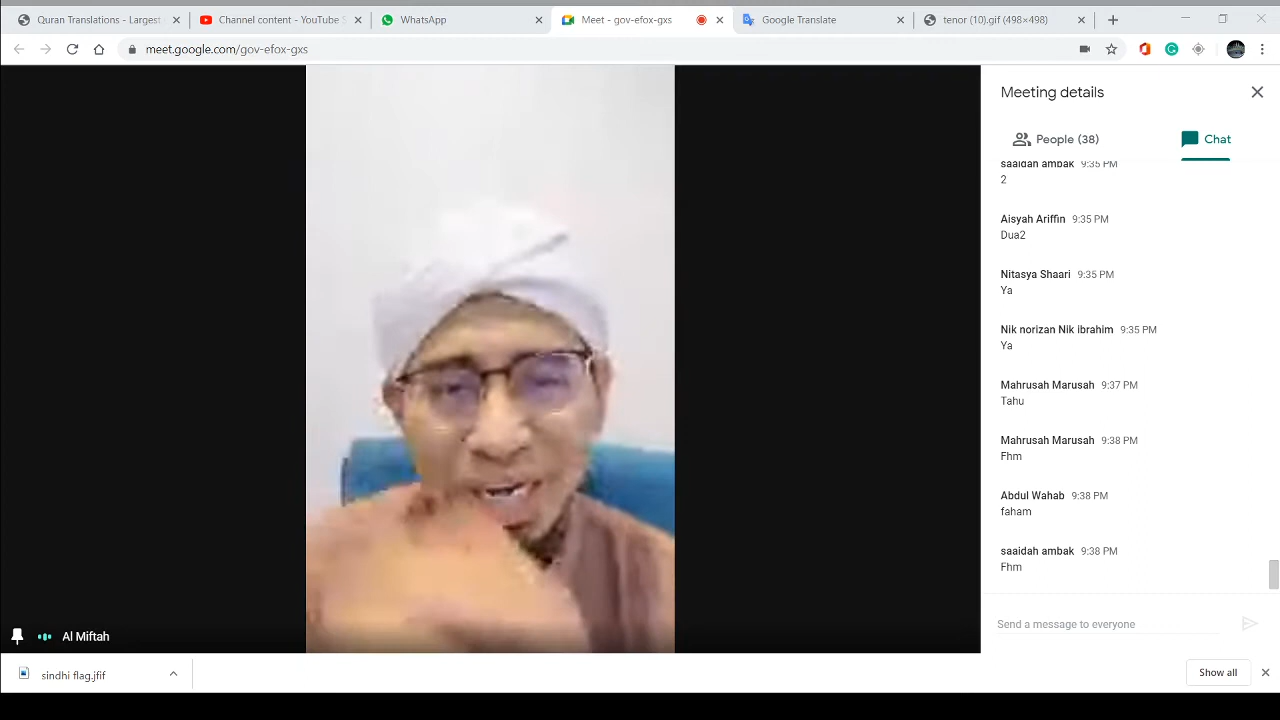 Quran Translations - Largest
Channel content - YouTube S
WhatsApp
Meet - gov-efox-gxs
Google Translate
tenor (10).gif (498×498)
meet.google.com/gov-efox-gxs
Meeting details
People (38)
Chat
saaidah ambak 9:35 PM
2
Aisyah Ariffin 9:35 PM
Dua2
Nitasya Shaari 9:35 PM
Ya
Nik norizan Nik ibrahim 9:35 PM
Ya
Mahrusah Marusah 9:37 PM
Tahu
Mahrusah Marusah 9:38 PM
Fhm
Abdul Wahab 9:38 PM
faham
saaidah ambak 9:38 PM
Fhm
Send a message to everyone
Al Miftah
sindhi flag.jfif
Show all